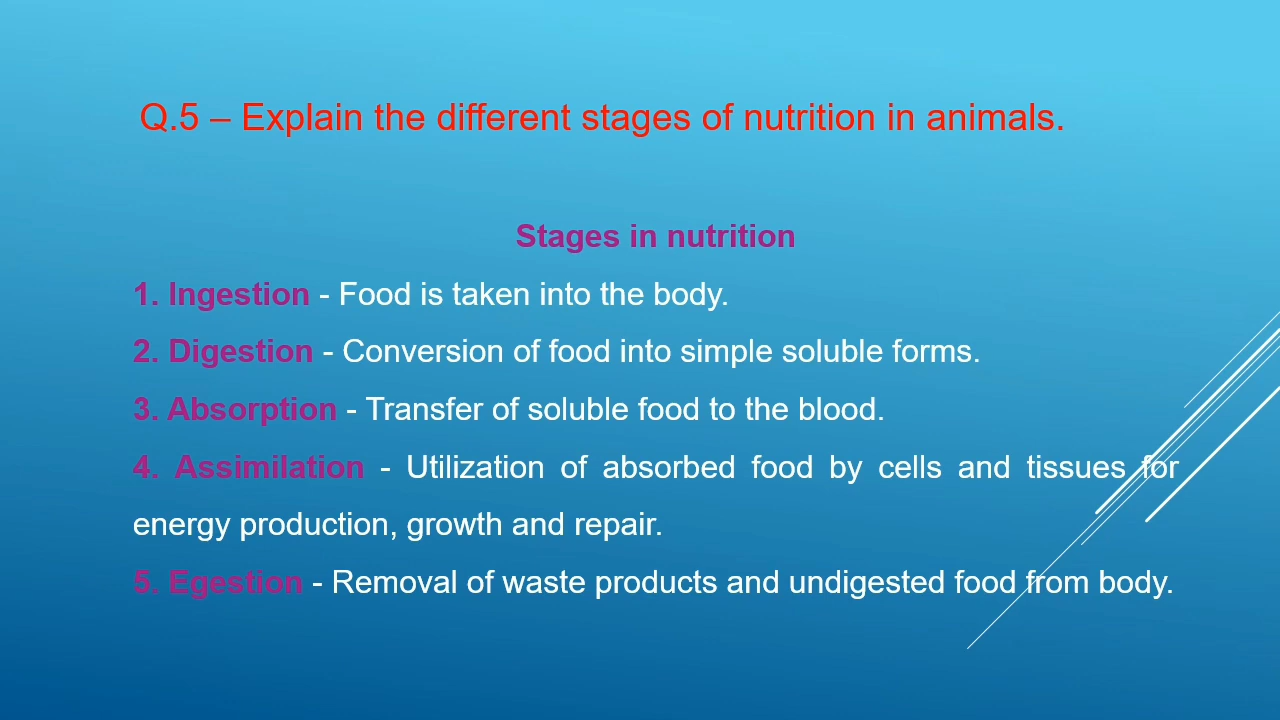 Q.5 – Explain the different stages of nutrition in animals.
Stages in nutrition
1. Ingestion - Food is taken into the body.
2. Digestion - Conversion of food into simple soluble forms.
3. Absorption - Transfer of soluble food to the blood.
4. Assimilation - Utilization of absorbed food by cells and tissues for
energy production, growth and repair.
5. Egestion - Removal of waste products and undigested food from body.